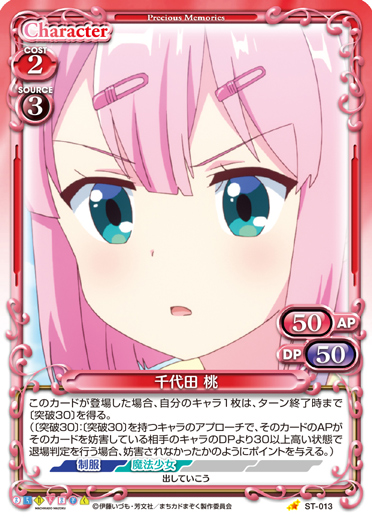 Precious Memories
Character
COST
2
SOURCE
3
50 AP
DP 50
千代田 桃
このカードが登場した場合、自分のキャラ1枚は、ターン終了時まで
〔突破30〕を得る。
(〔突破30〕:〔突破30〕を持つキャラのアプローチで、そのカードのAPが
そのカードを妨害している相手のキャラのDPより30以上高い状態で
退場判定を行う場合、妨害されなかったかのようにポイントを与える。)
制服 魔法少女
出していこう
©伊藤いづも・芳文社/まちカドまぞく製作委員会
ST-013